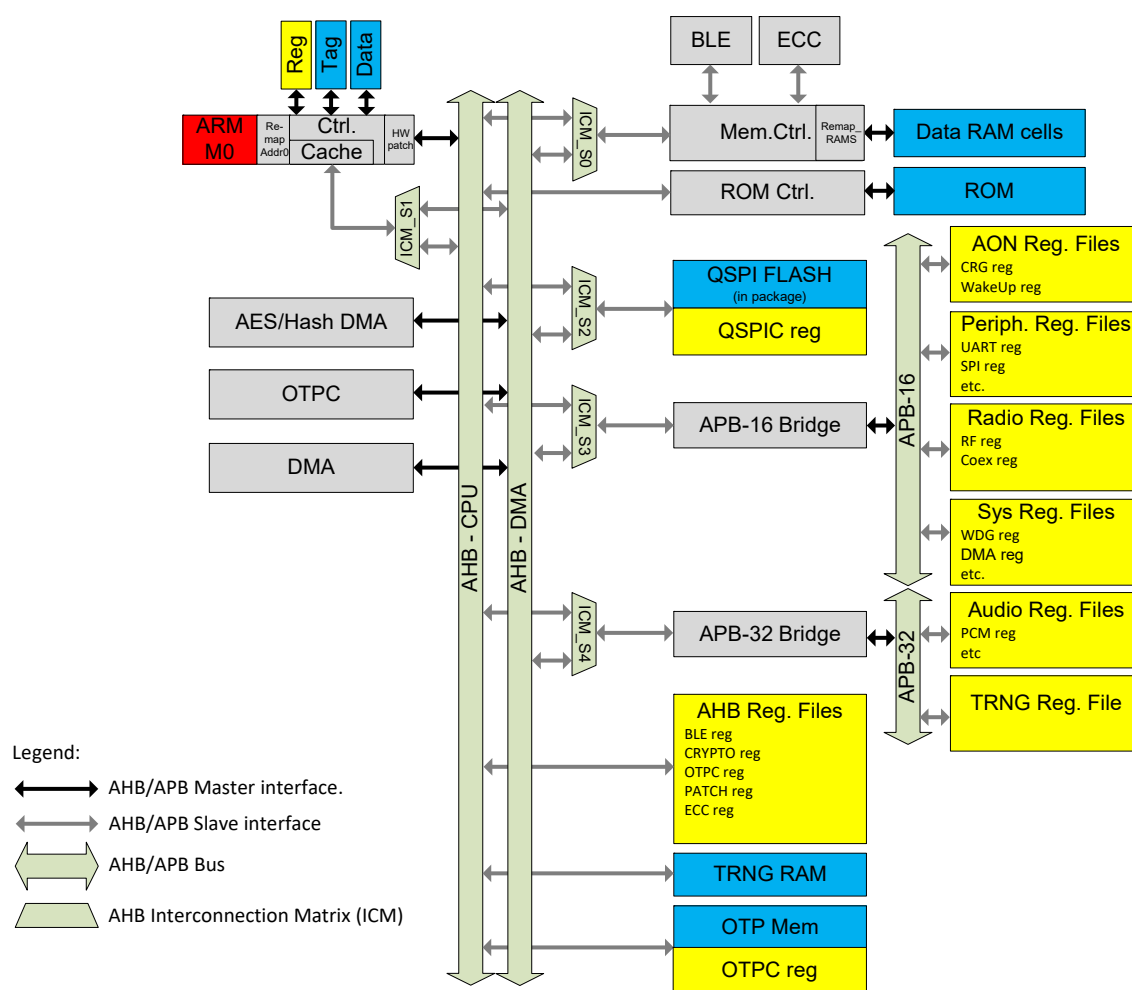 Reg
Tag
Data
ARM
M0
Re-
map
Addr0
Ctrl.
Cache
HW
patch
ICM_S1
AES/Hash DMA
OTPC
DMA
AHB - CPU
AHB - DMA
ICM_S0
ICM_S2
ICM_S3
ICM_S4
BLE
ECC
Mem.Ctrl.
Remap_
RAMS
Data RAM cells
ROM Ctrl.
ROM
QSPI FLASH
(in package)
QSPIC reg
APB-16 Bridge
APB-32 Bridge
AHB Reg. Files
BLE reg
CRYPTO reg
OTPC reg
PATCH reg
ECC reg
TRNG RAM
OTP Mem
OTPC reg
APB-16
APB-32
AON Reg. Files
CRG reg
WakeUp reg
Periph. Reg. Files
UART reg
SPI reg
etc.
Radio Reg. Files
RF reg
Coex reg
Sys Reg. Files
WDG reg
DMA reg
etc.
Audio Reg. Files
PCM reg
etc
TRNG Reg. File
Legend:
AHB/APB Master interface.
AHB/APB Slave interface
AHB/APB Bus
AHB Interconnection Matrix (ICM)